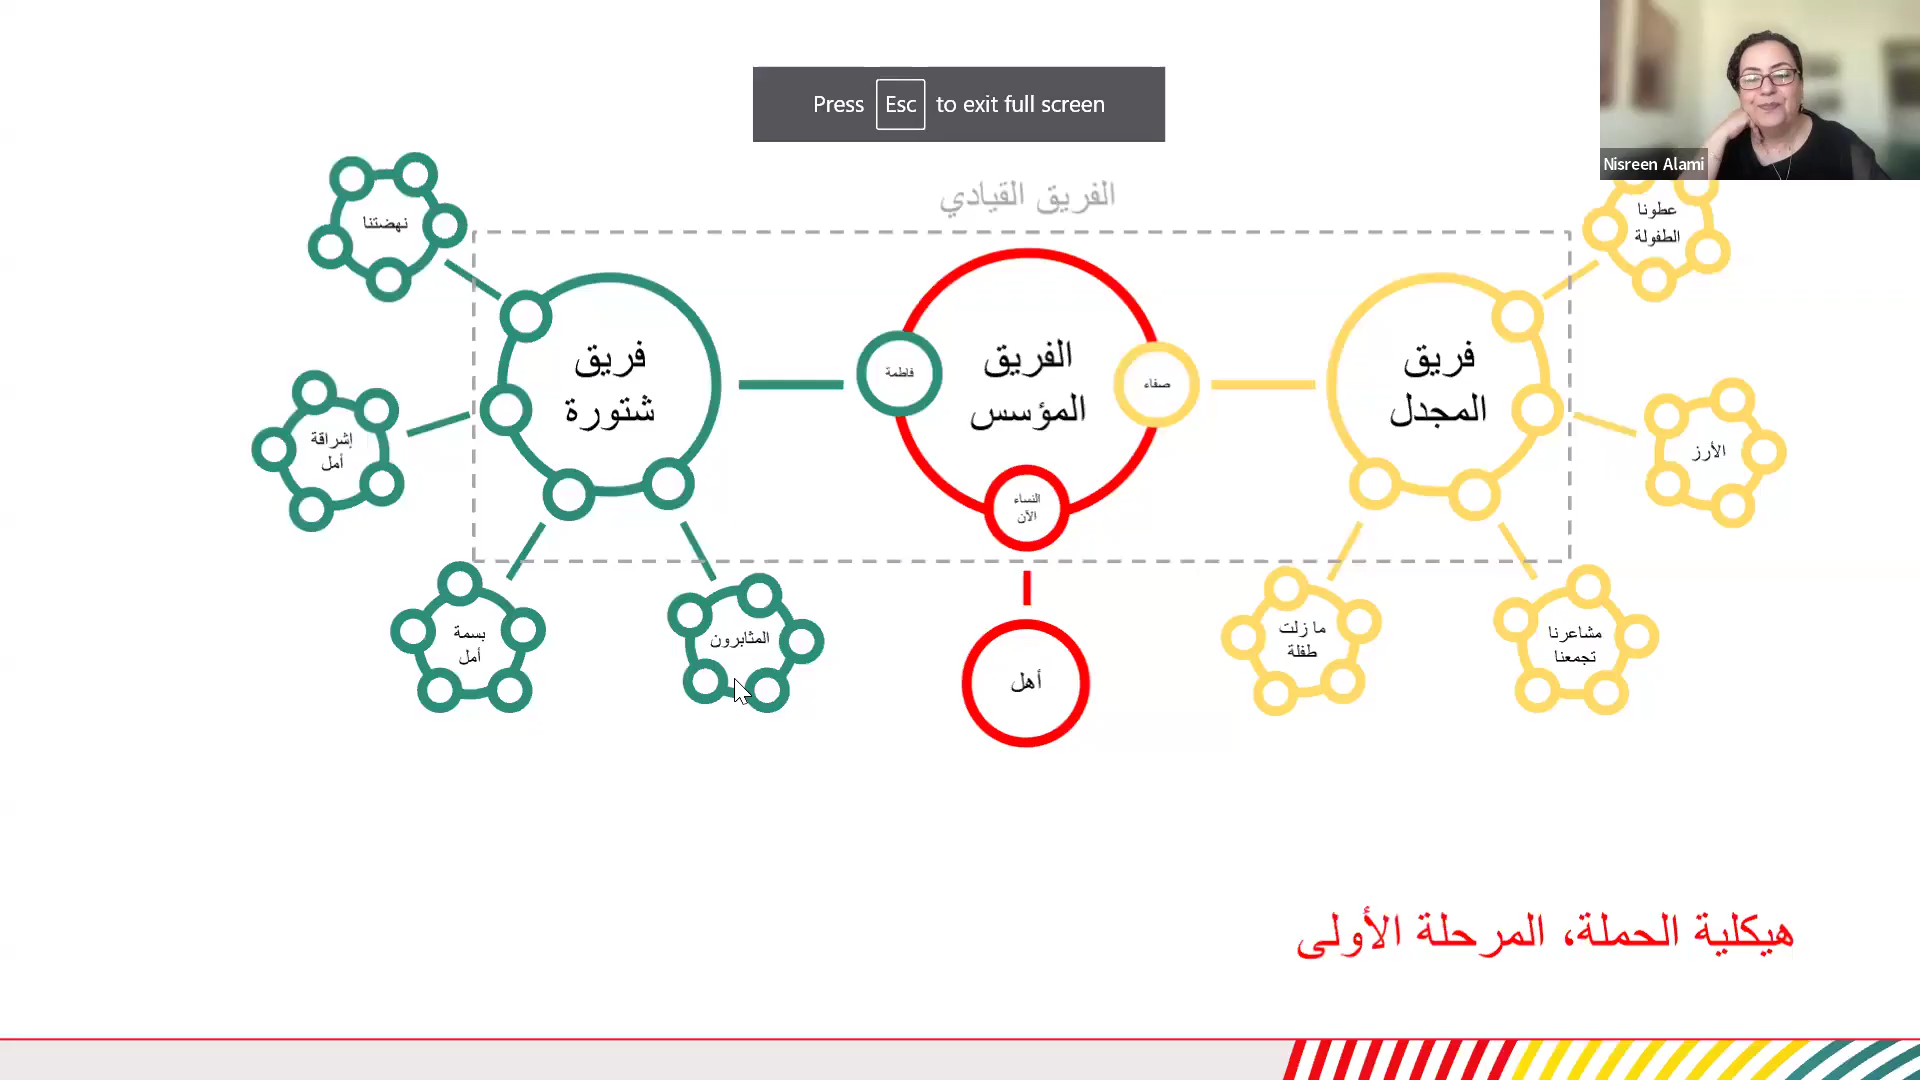 Press Esc to exit full screen
Nisreen Alami
الفريق القيادي
عطونا
الطفولة
نهضتنا
فريق
المجدل
الفريق
المؤسس
فريق
شتورة
صفاء
فاطمة
الأرز
إشراقة
أمل
النساء
الآن
مشاعرنا
تجمعنا
ما زلت
طفلة
أهل
المثابرون
بسمة
أمل
هيكلية الحملة، المرحلة الأولى